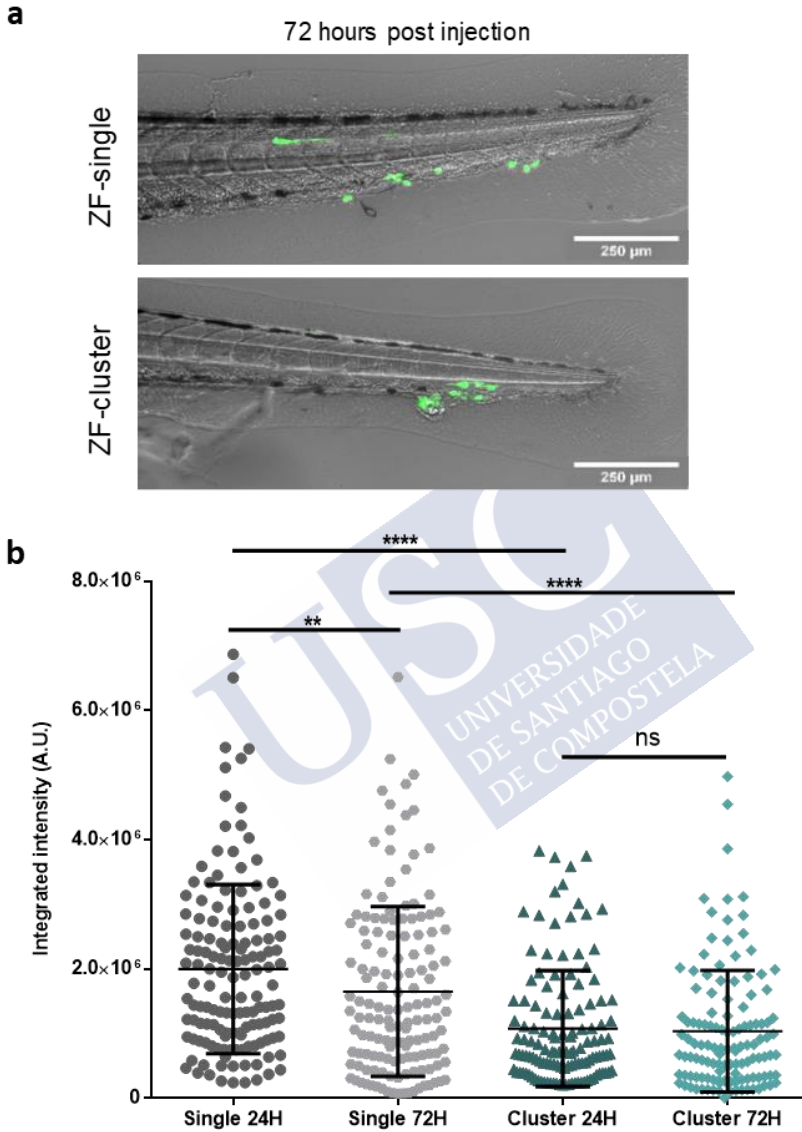 a
72 hours post injection
ZF-single
250 µm
ZF-cluster
250 µm
b
****
****
**
ns
8.0×10⁶
6.0×10⁶
4.0×10⁶
2.0×10⁶
0
Integrated intensity (A.U.)
Single 24H
Single 72H
Cluster 24H
Cluster 72H
USC
UNIVERSIDADE
DE SANTIAGO
DE COMPOSTELA